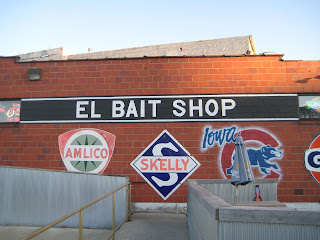 EL BAIT SHOP
AMLICO
SKELLY
S
Iowa
G